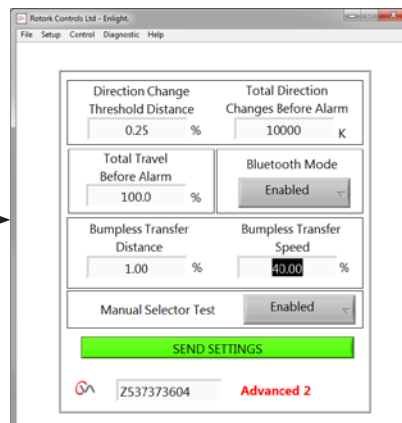 Rotork Controls Ltd - Enlight.
File Setup Control Diagnostic Help
Direction Change Total Direction
Threshold Distance Changes Before Alarm
0.25 % 10000 K
Total Travel
Before Alarm
100.0 %
Bluetooth Mode
Enabled
Bumpless Transfer Bumpless Transfer
Distance Speed
1.00 % 40.00 %
Manual Selector Test Enabled
SEND SETTINGS
Z537373604 Advanced 2